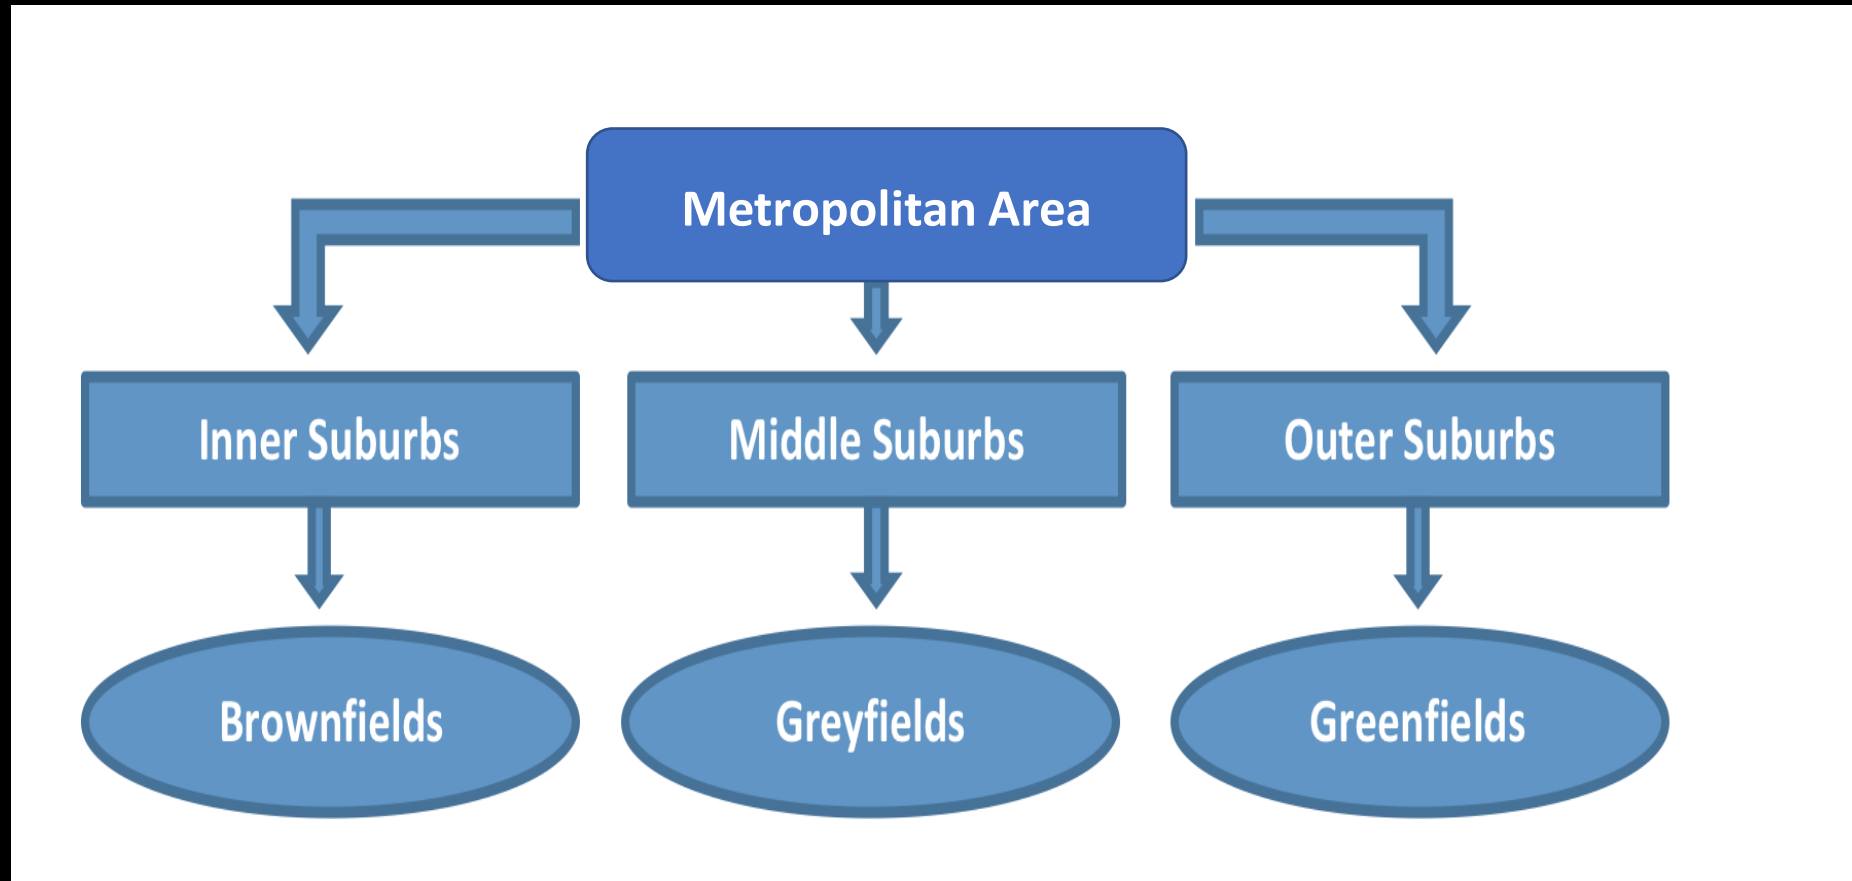 Metropolitan Area
Inner Suburbs
Middle Suburbs
Outer Suburbs
Brownfields
Greyfields
Greenfields